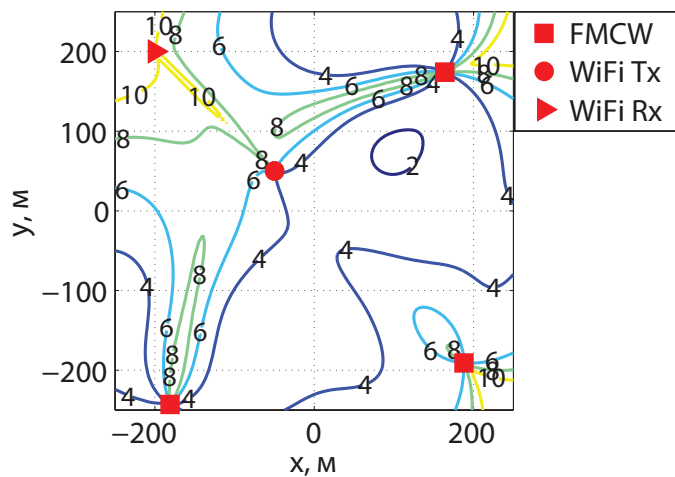 10 8 6 4 10
FMCW
200
8 10 10 6 6 8 4 8 6
WiFi Tx
WiFi Rx
100
8 8 4 6 2
6 4
0
4
8 4 4
−100
4 4
6 6
8 6 8 6
−200
8 10
4 4
−200 0 200
x, м
y, м